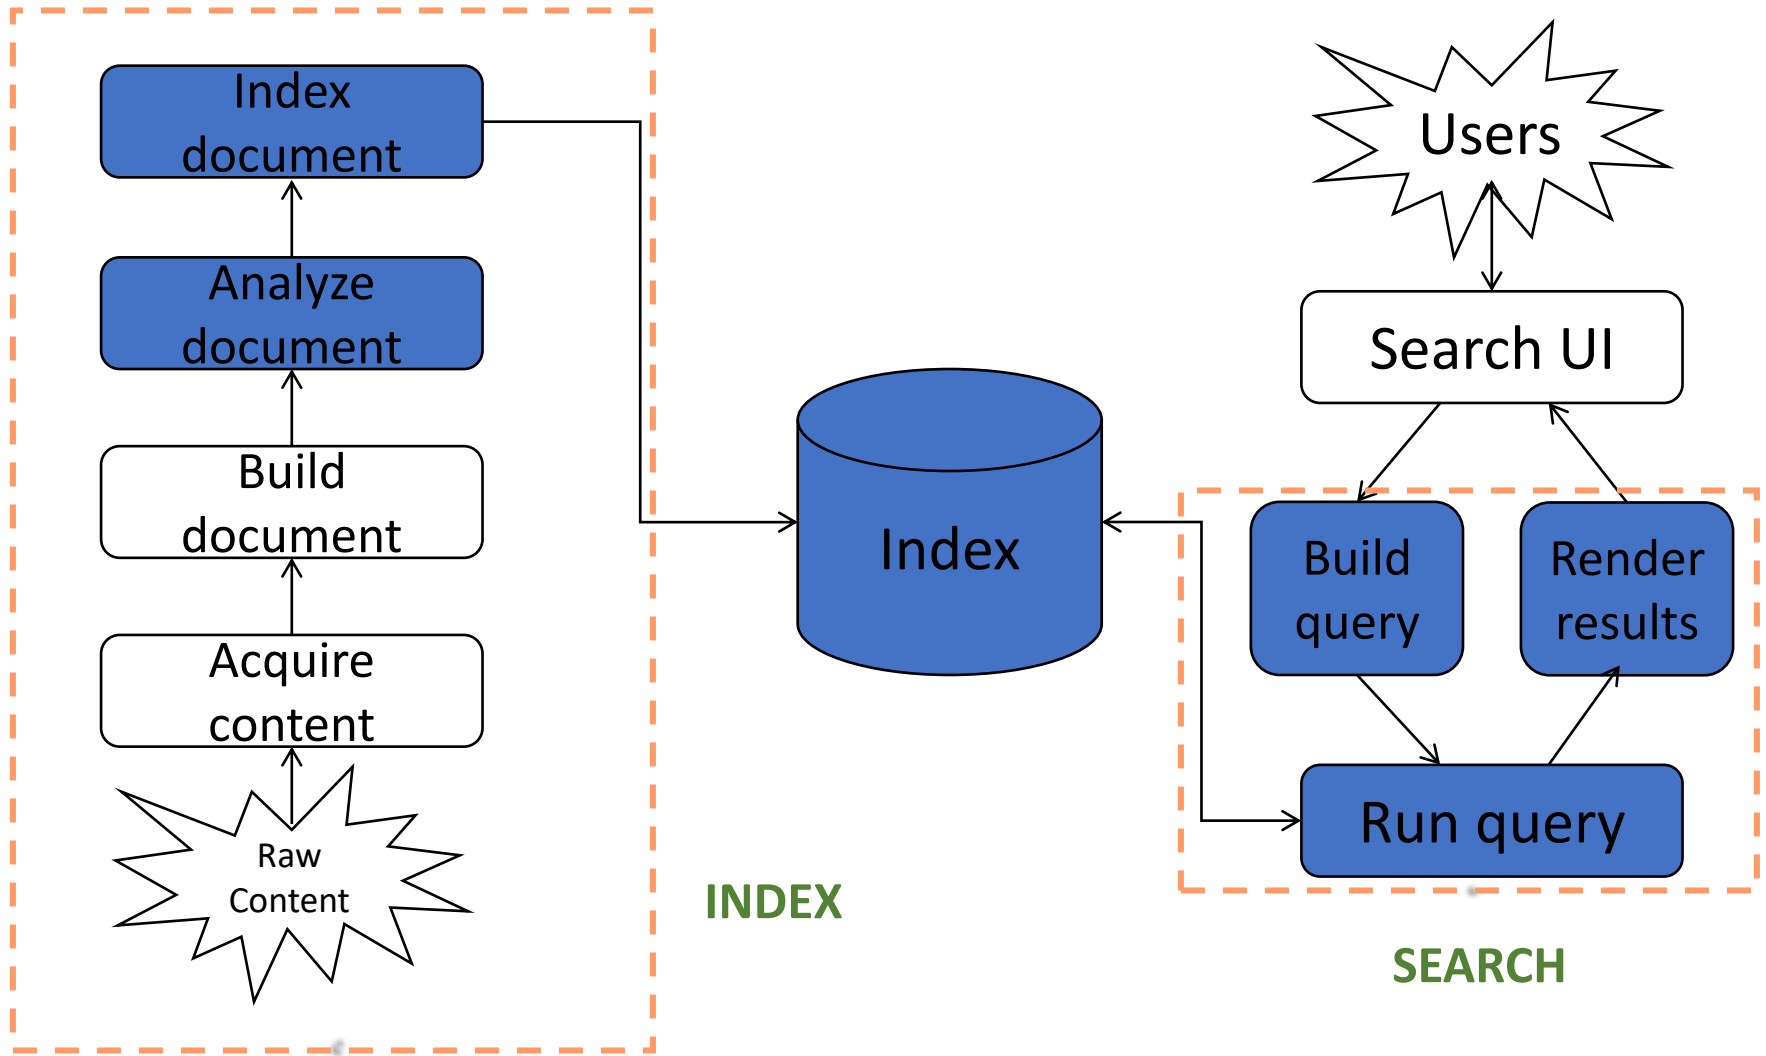 Index
document
Analyze
document
Build
document
Acquire
content
Raw
Content
INDEX
Index
Users
Search UI
Build
query
Render
results
Run query
SEARCH